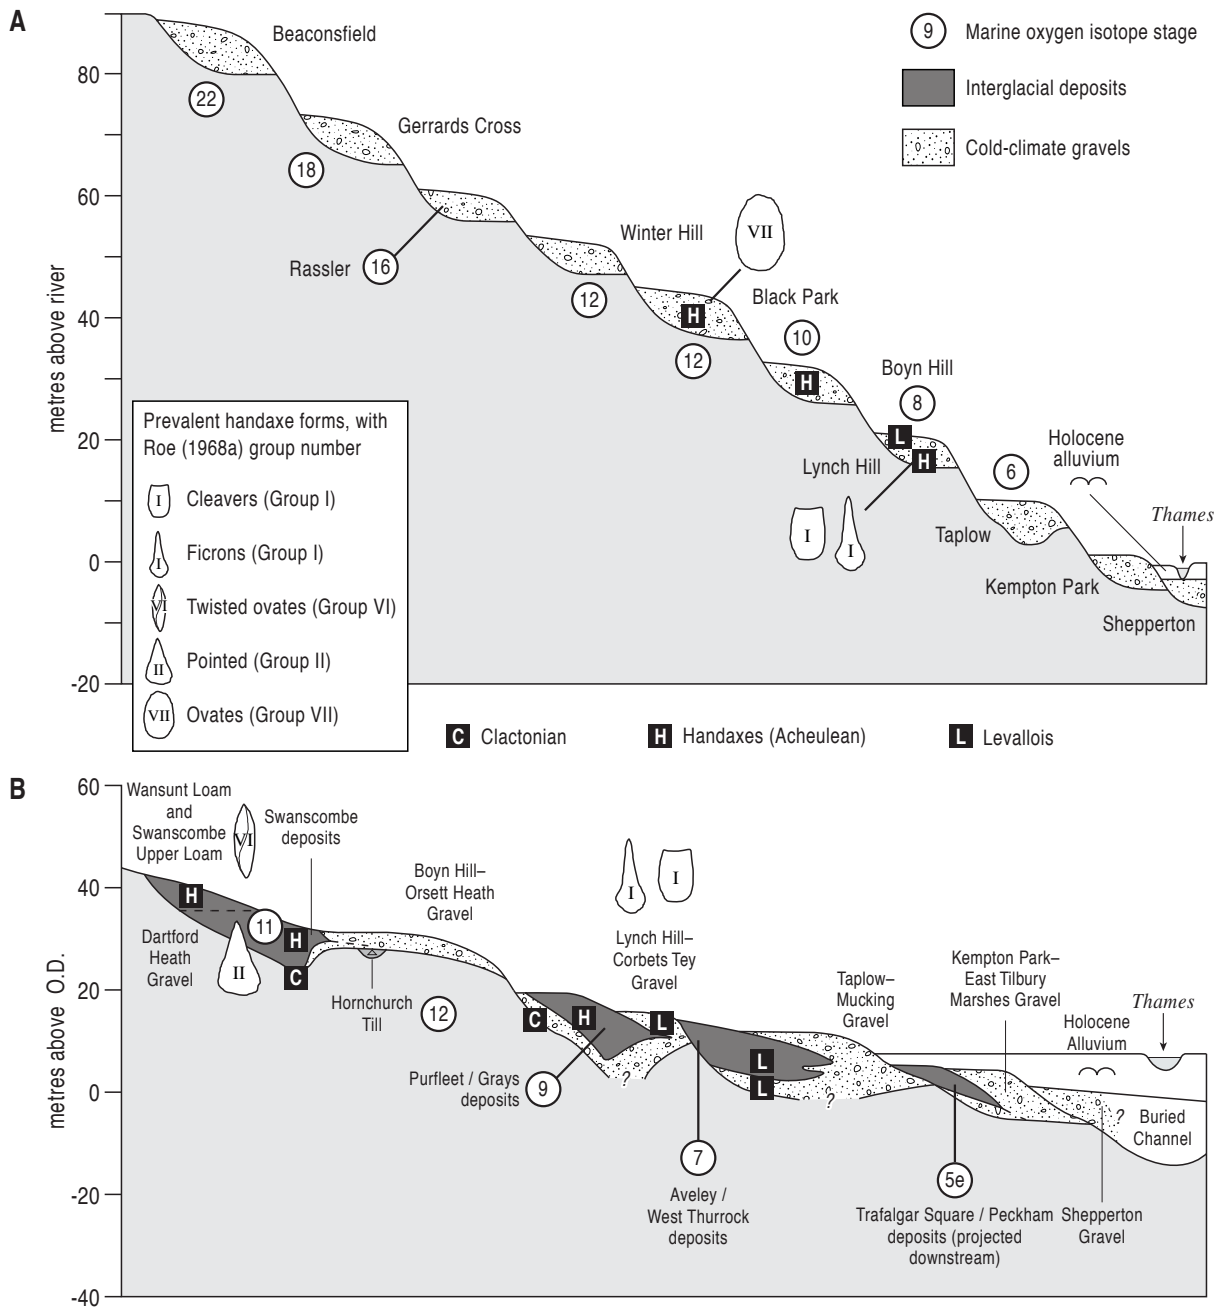 A
9
Marine oxygen isotope stage
Interglacial deposits
Cold-climate gravels
metres above river
80
60
40
20
0
-20
Beaconsfield
22
Gerrards Cross
18
Rassler
16
Winter Hill
12
VII
H
12
Black Park
10
H
Boyn Hill
8
L
H
Lynch Hill
I
I
6
Taplow
Holocene
alluvium
Thames
Kempton Park
Shepperton
Prevalent handaxe forms, with
Roe (1968a) group number
I
Cleavers (Group I)
I
Ficrons (Group I)
VI
Twisted ovates (Group VI)
II
Pointed (Group II)
VII
Ovates (Group VII)
C
Clactonian
H
Handaxes (Acheulean)
L
Levallois
B
metres above O.D.
60
40
20
0
-20
-40
Wansunt Loam
and
Swanscombe
Upper Loam
VI
Swanscombe
deposits
H
11
H
C
Dartford
Heath
Gravel
II
Boyn Hill–
Orsett Heath
Gravel
Hornchurch
Till
12
I
I
Lynch Hill–
Corbets Tey
Gravel
C
H
L
Purfleet / Grays
deposits
9
?
Taplow–
Mucking
Gravel
L
L
?
7
Aveley /
West Thurrock
deposits
Kempton Park–
East Tilbury
Marshes Gravel
5e
Trafalgar Square / Peckham
deposits (projected
downstream)
Holocene
Alluvium
Thames
?
Buried
Channel
Shepperton
Gravel